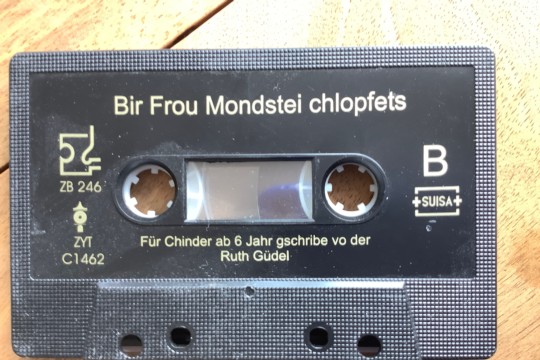 Bir Frou Mondstei chlopfets
B
ZB 246
SUISA
ZYT
C1462
Für Chinder ab 6 Jahr gschribe vo der
Ruth Güdel